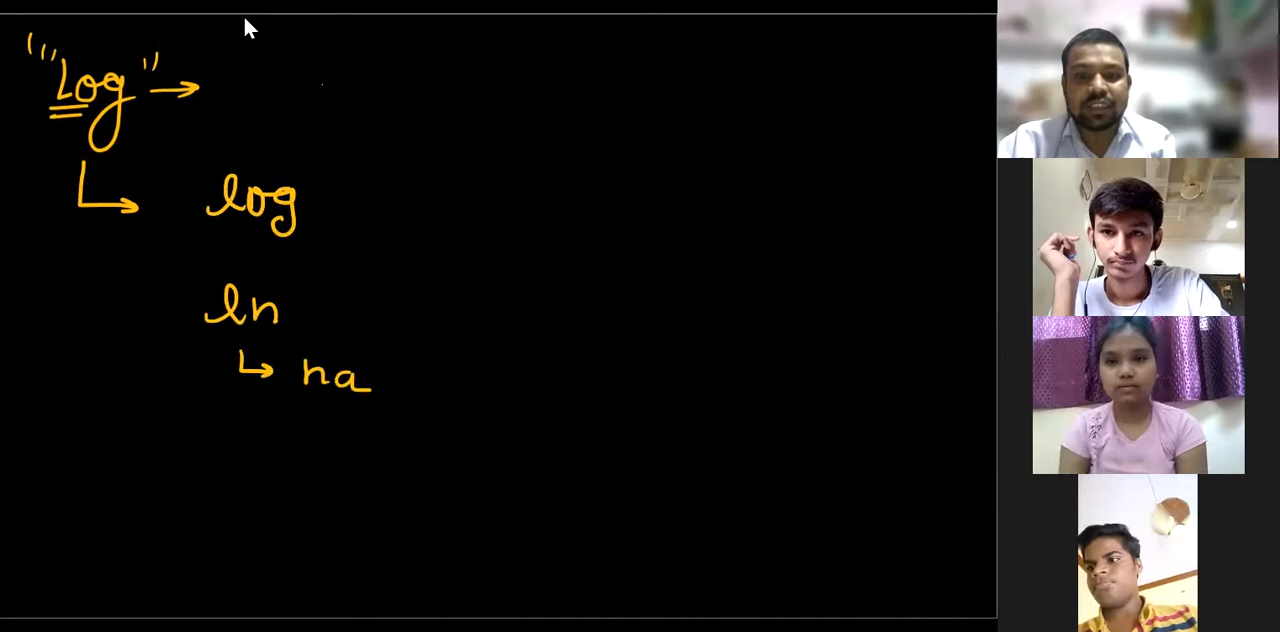 "Log" →
log
ln
↳ na